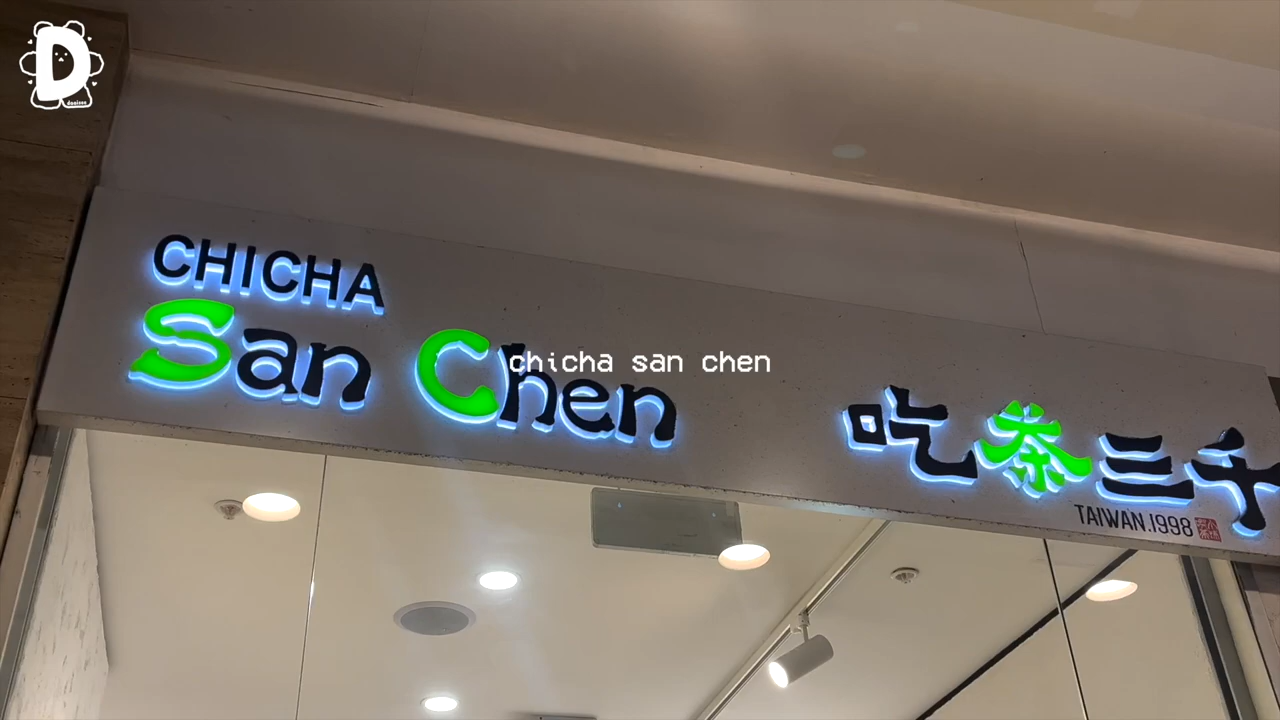 D
CHICHA
San Chen
chicha san chen
吃茶三千
TAIWAN.1998